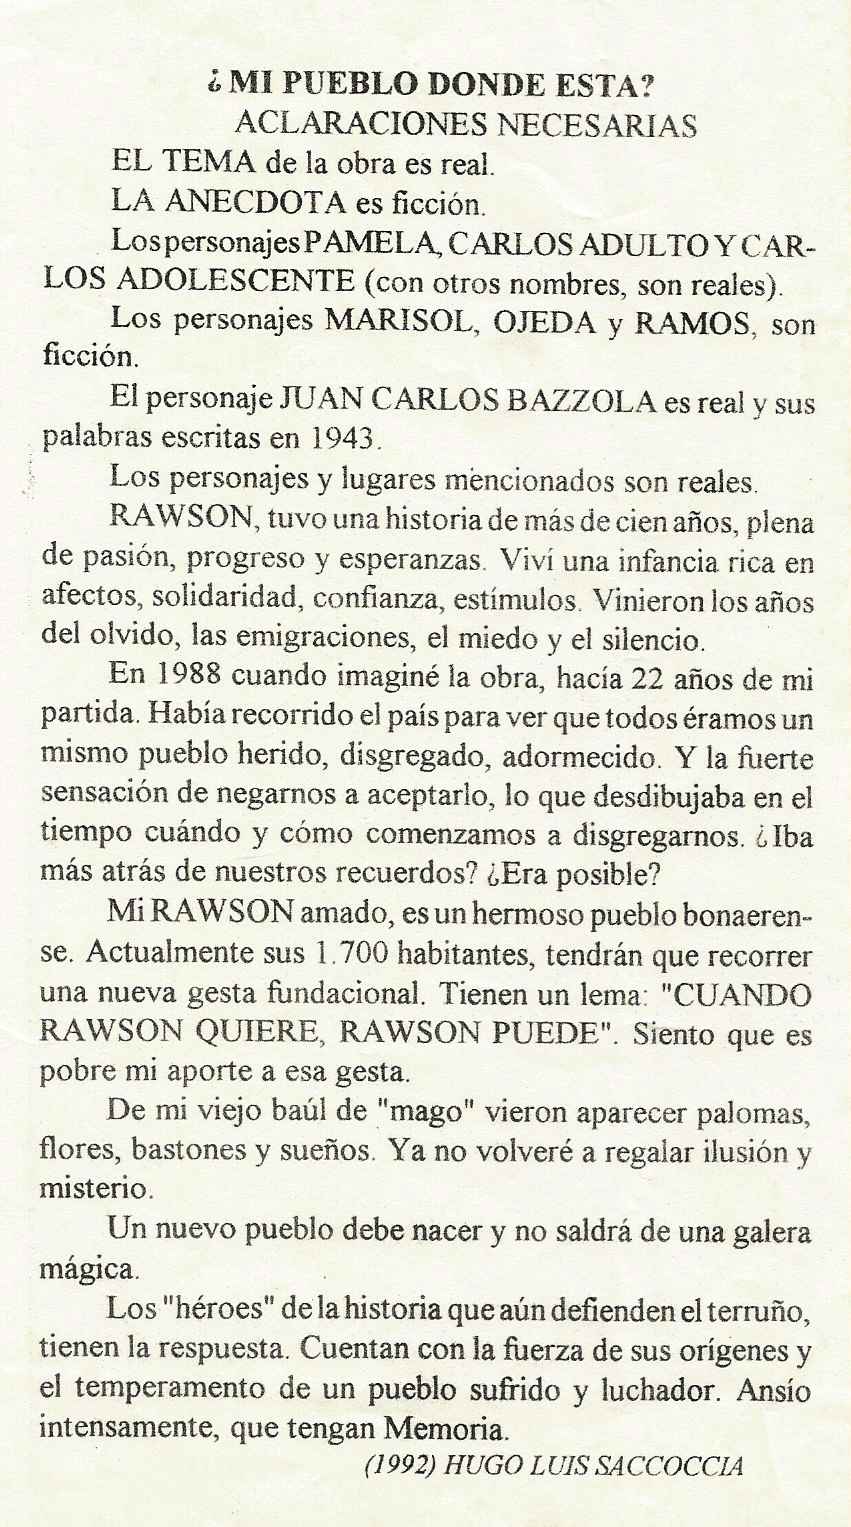 ¿ MI PUEBLO DONDE ESTA?
ACLARACIONES NECESARIAS
EL TEMA de la obra es real.
LA ANECDOTA es ficción.
Los personajes PAMELA, CARLOS ADULTO Y CAR-
LOS ADOLESCENTE (con otros nombres, son reales).
Los personajes MARISOL, OJEDA y RAMOS, son
ficción.
El personaje JUAN CARLOS BAZZOLA es real y sus
palabras escritas en 1943.
Los personajes y lugares mencionados son reales.
RAWSON, tuvo una historia de más de cien años, plena
de pasión, progreso y esperanzas. Viví una infancia rica en
afectos, solidaridad, confianza, estímulos. Vinieron los años
del olvido, las emigraciones, el miedo y el silencio.
En 1988 cuando imaginé la obra, hacía 22 años de mi
partida. Había recorrido el país para ver que todos éramos un
mismo pueblo herido, disgregado, adormecido. Y la fuerte
sensación de negarnos a aceptarlo, lo que desdibujaba en el
tiempo cuándo y cómo comenzamos a disgregarnos. ¿Iba
más atrás de nuestros recuerdos? ¿Era posible?
Mi RAWSON amado, es un hermoso pueblo bonaeren-
se. Actualmente sus 1.700 habitantes, tendrán que recorrer
una nueva gesta fundacional. Tienen un lema: "CUANDO
RAWSON QUIERE, RAWSON PUEDE". Siento que es
pobre mi aporte a esa gesta.
De mi viejo baúl de "mago" vieron aparecer palomas,
flores, bastones y sueños. Ya no volveré a regalar ilusión y
misterio.
Un nuevo pueblo debe nacer y no saldrá de una galera
mágica.
Los "héroes" de la historia que aún defienden el terruño,
tienen la respuesta. Cuentan con la fuerza de sus orígenes y
el temperamento de un pueblo sufrido y luchador. Ansío
intensamente, que tengan Memoria.
(1992) HUGO LUIS SACCOCCIA